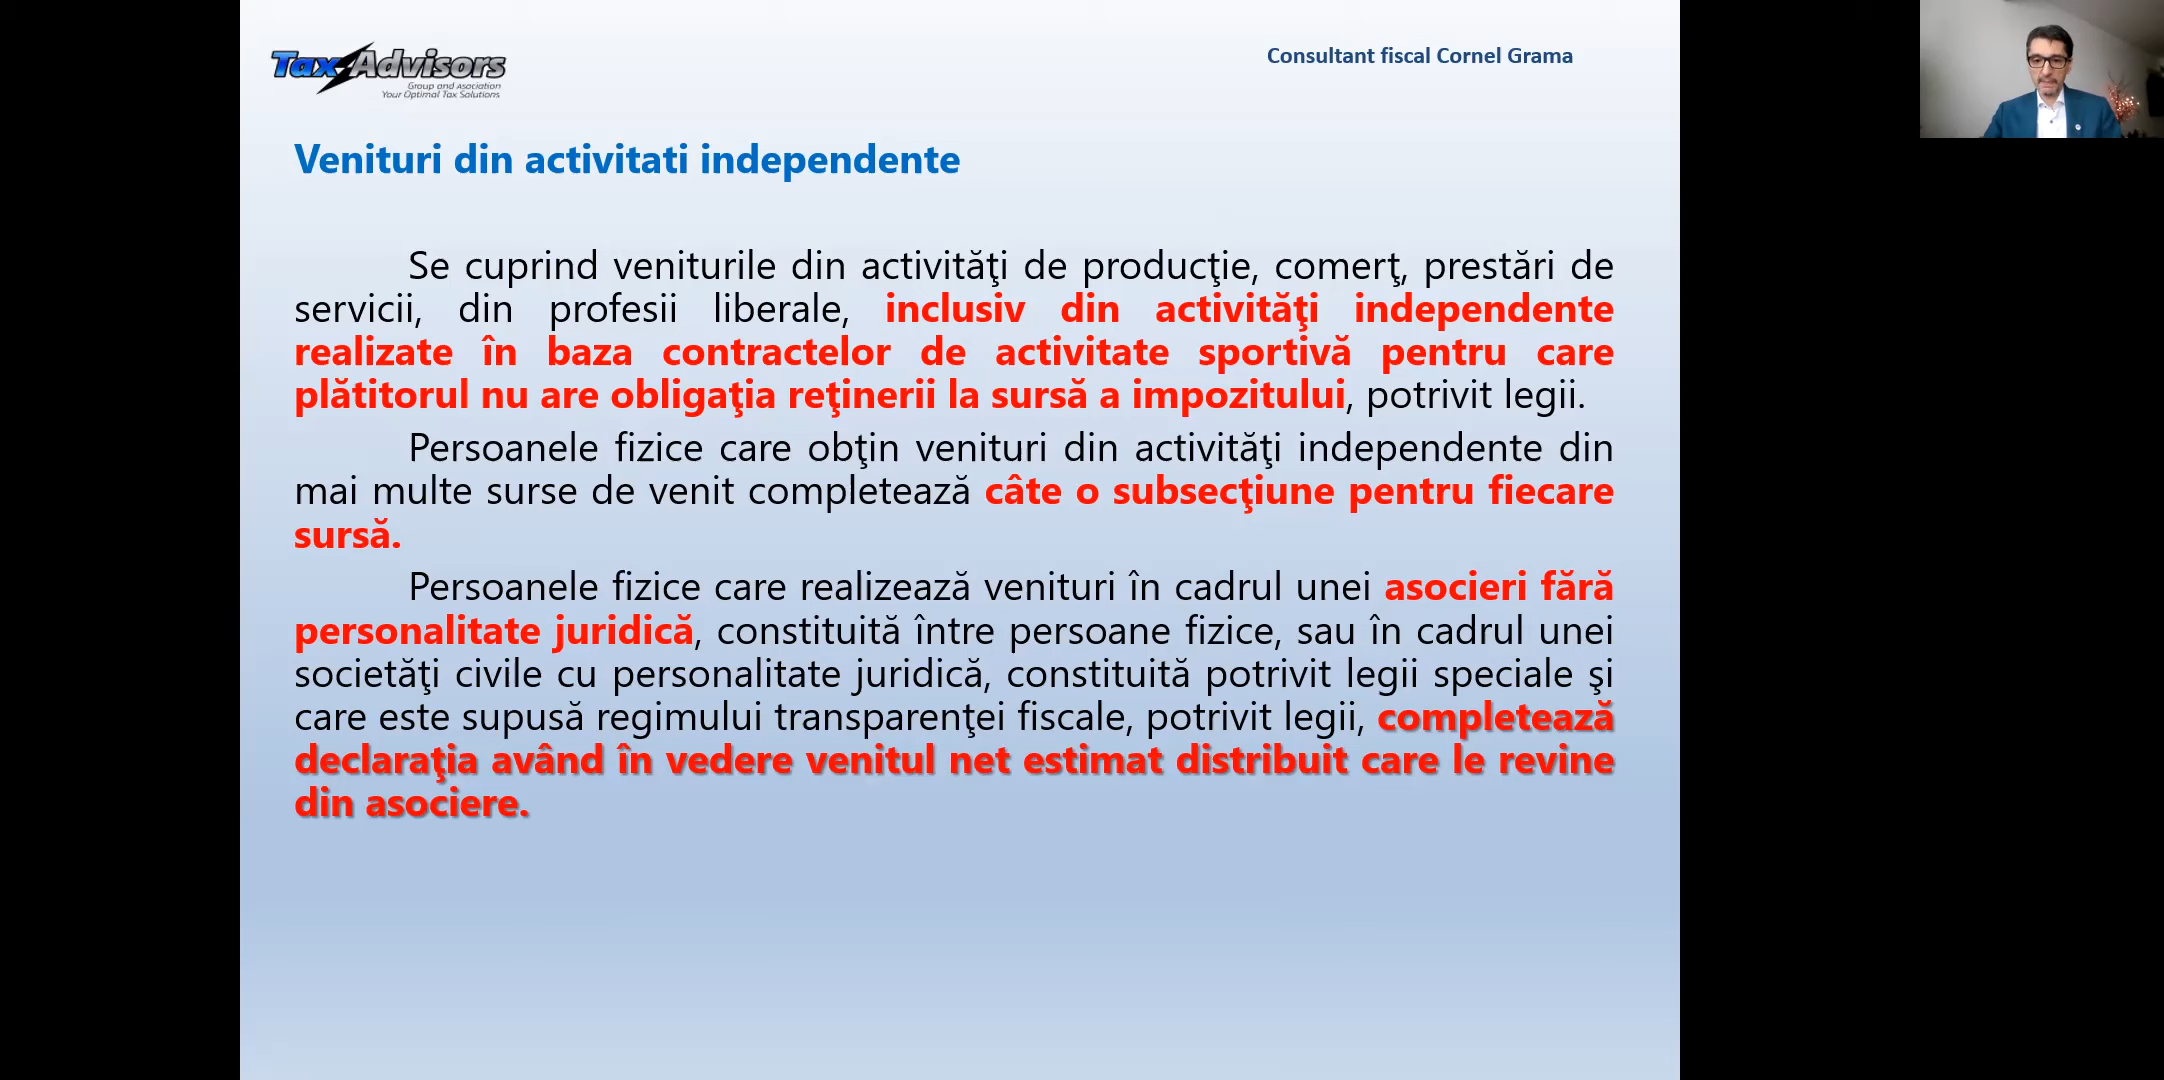 Tax Advisors
Group and Asociation
Your Optimal Tax Solutions
Consultant fiscal Cornel Grama
Venituri din activitati independente
Se cuprind veniturile din activităţi de producţie, comerţ, prestări de
servicii, din profesii liberale, inclusiv din activităţi independente
realizate în baza contractelor de activitate sportivă pentru care
plătitorul nu are obligaţia reţinerii la sursă a impozitului, potrivit legii.
Persoanele fizice care obţin venituri din activităţi independente din
mai multe surse de venit completează câte o subsecţiune pentru fiecare
sursă.
Persoanele fizice care realizează venituri în cadrul unei asocieri fără
personalitate juridică, constituită între persoane fizice, sau în cadrul unei
societăţi civile cu personalitate juridică, constituită potrivit legii speciale şi
care este supusă regimului transparenţei fiscale, potrivit legii, completează
declaraţia având în vedere venitul net estimat distribuit care le revine
din asociere.